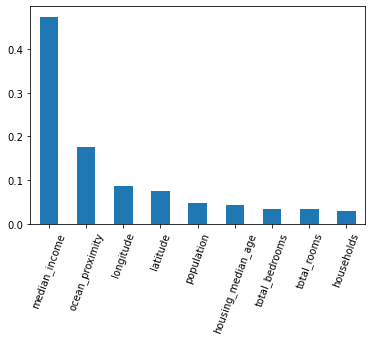 0.4
0.3
0.2
0.1
0.0
median_income
ocean_proximity
longitude
latitude
population
housing_median_age
total_bedrooms
total_rooms
households